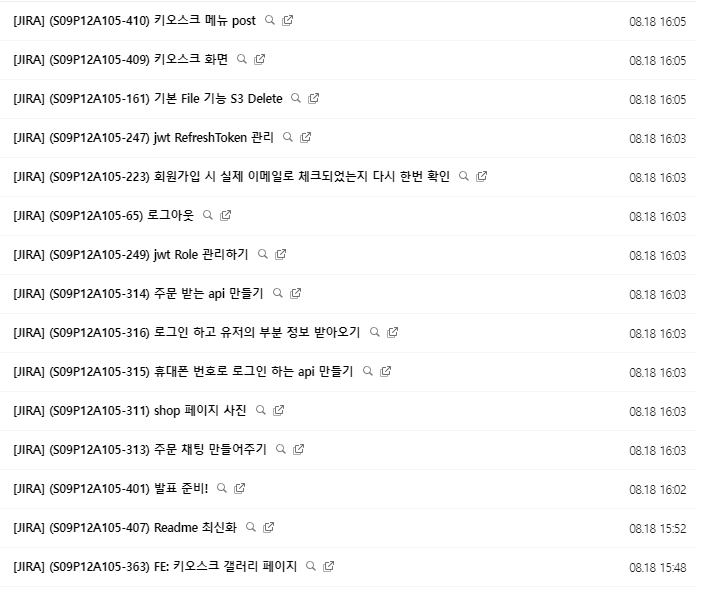 [JIRA] (S09P12A105-410) 키오스크 메뉴 post 08.18 16:05
[JIRA] (S09P12A105-409) 키오스크 화면 08.18 16:05
[JIRA] (S09P12A105-161) 기본 File 기능 S3 Delete 08.18 16:05
[JIRA] (S09P12A105-247) jwt RefreshToken 관리 08.18 16:03
[JIRA] (S09P12A105-223) 회원가입 시 실제 이메일로 체크되었는지 다시 한번 확인 08.18 16:03
[JIRA] (S09P12A105-65) 로그아웃 08.18 16:03
[JIRA] (S09P12A105-249) jwt Role 관리하기 08.18 16:03
[JIRA] (S09P12A105-314) 주문 받는 api 만들기 08.18 16:03
[JIRA] (S09P12A105-316) 로그인 하고 유저의 부분 정보 받아오기 08.18 16:03
[JIRA] (S09P12A105-315) 휴대폰 번호로 로그인 하는 api 만들기 08.18 16:03
[JIRA] (S09P12A105-311) shop 페이지 사진 08.18 16:03
[JIRA] (S09P12A105-313) 주문 채팅 만들어주기 08.18 16:03
[JIRA] (S09P12A105-401) 발표 준비! 08.18 16:02
[JIRA] (S09P12A105-407) Readme 최신화 08.18 15:52
[JIRA] (S09P12A105-363) FE: 키오스크 갤러리 페이지 08.18 15:48